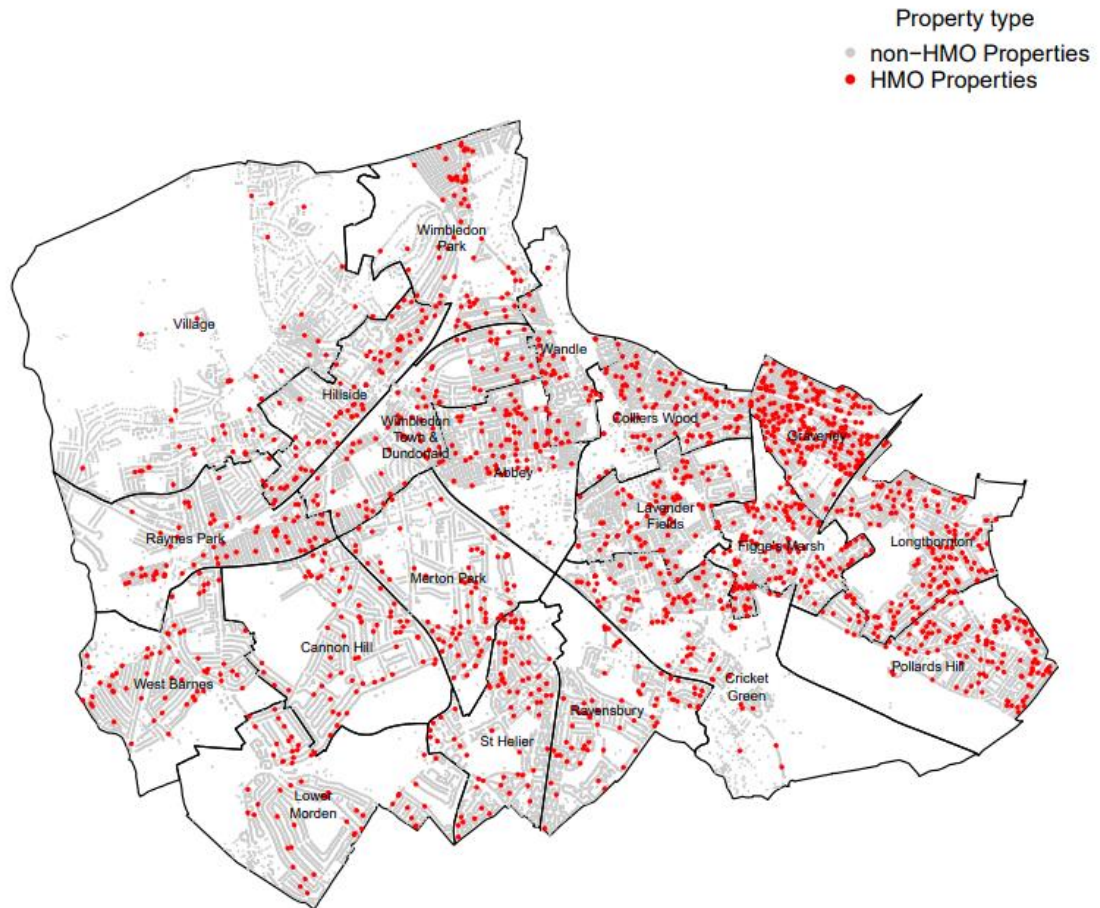 Property type
non−HMO Properties
HMO Properties
Wimbledon
Park
Village
Wandle
Hillside
Wimbledon
Town &
Dundonald
Colliers Wood
Graveney
Abbey
Lavender
Fields
Raynes Park
Figge's Marsh
Longthornton
Merton Park
Cannon Hill
West Barnes
Cricket
Green
Pollards Hill
Ravensbury
St Helier
Lower
Morden